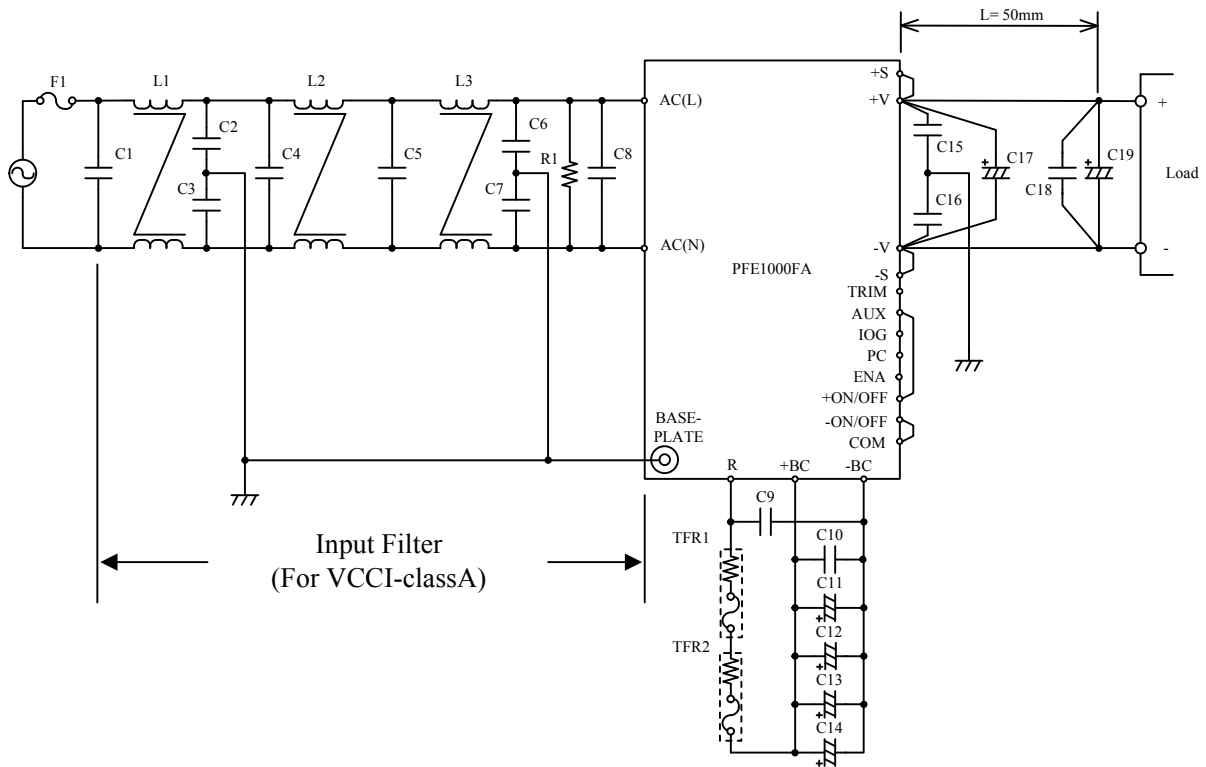 L= 50mm
F1
L1
L2
L3
C1
C2
C3
C4
C5
C6
C7
R1
C8
AC(L)
AC(N)
PFE1000FA
BASE-
PLATE
+S
+V
-V
-S
TRIM
AUX
IOG
PC
ENA
+ON/OFF
-ON/OFF
COM
C15
C16
C17
C18
C19
+
+
+
Load
-
R
+BC
-BC
C9
TFR1
TFR2
C10
C11
+
C12
+
C13
+
C14
+
Input Filter
(For VCCI-classA)